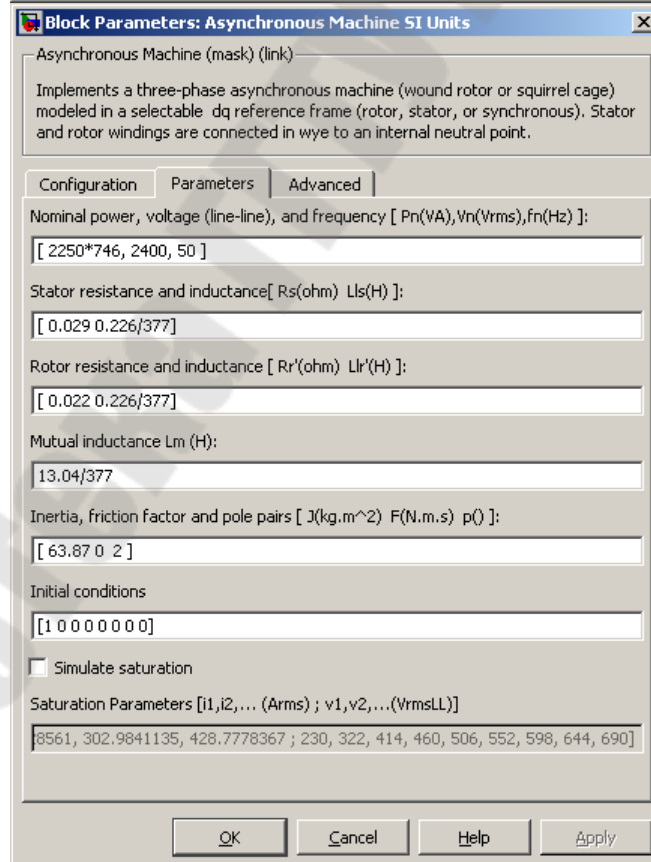 Block Parameters: Asynchronous Machine SI Units
Asynchronous Machine (mask) (link)
Implements a three-phase asynchronous machine (wound rotor or squirrel cage)
modeled in a selectable dq reference frame (rotor, stator, or synchronous). Stator
and rotor windings are connected in wye to an internal neutral point.
Configuration Parameters Advanced
Nominal power, voltage (line-line), and frequency [ Pn(VA),Vn(Vrms),fn(Hz) ]:
[ 2250*746, 2400, 50 ]
Stator resistance and inductance[ Rs(ohm) Lls(H) ]:
[ 0.029 0.226/377]
Rotor resistance and inductance [ Rr'(ohm) Llr'(H) ]:
[ 0.022 0.226/377]
Mutual inductance Lm (H):
13.04/377
Inertia, friction factor and pole pairs [ J(kg.m^2) F(N.m.s) p() ]:
[ 63.87 0 2 ]
Initial conditions
[1 0 0 0 0 0 0 0]
Simulate saturation
Saturation Parameters [i1,i2,... (Arms) ; v1,v2,...(VrmsLL)]
8561, 302.9841135, 428.7778367 ; 230, 322, 414, 460, 506, 552, 598, 644, 690]
OK Cancel Help Apply